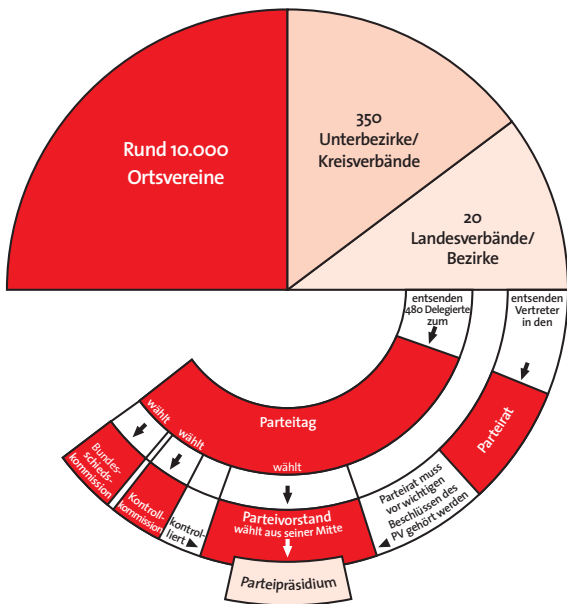 Rund 10.000
Ortsvereine
350
Unterbezirke/
Kreisverbände
20
Landesverbände/
Bezirke
entsenden
480 Delegierte
zum
entsenden
Vertreter
in den
Parteitag
wählt
wählt
wählt
Parteirat
Bundes-
schieds-
kommission
Kontroll-
kommission
kontrol-
liert
Parteivorstand
wählt aus seiner Mitte
Parteirat muss
vor wichtigen
Beschlüssen des
PV gehört werden
Parteipräsidium